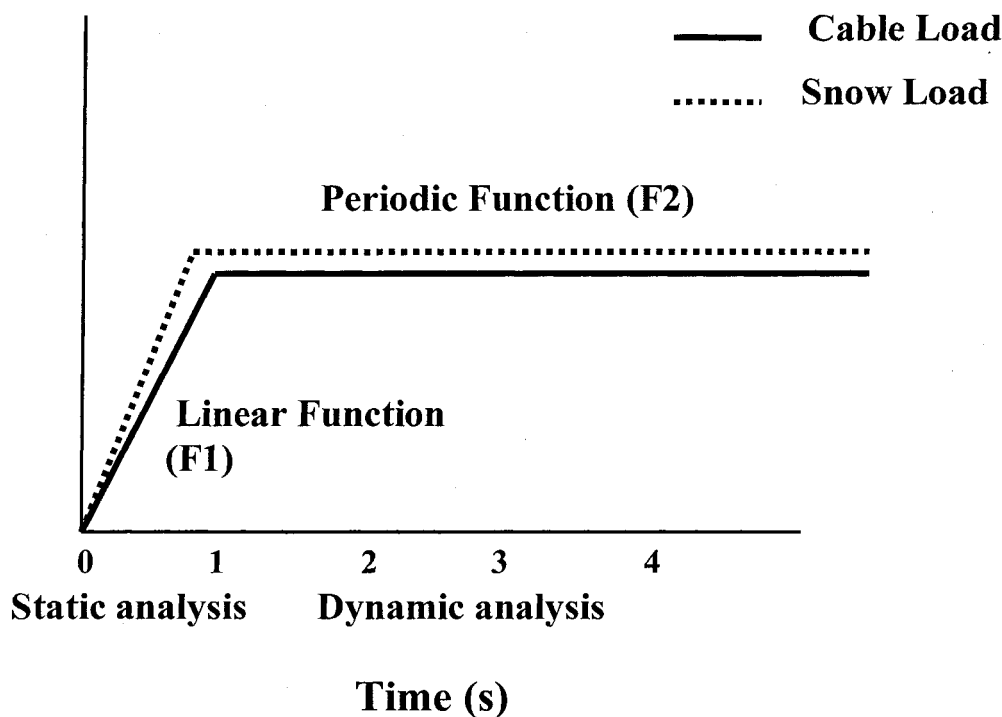 Cable Load
Snow Load
Periodic Function (F2)
Linear Function
(F1)
0 1 2 3 4
Static analysis Dynamic analysis
Time (s)